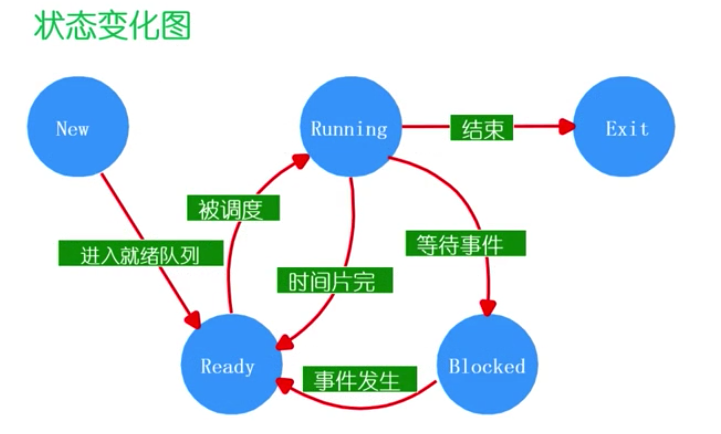 状态变化图
New
Running
结束
Exit
被调度
进入就绪队列
时间片完
等待事件
Ready
事件发生
Blocked